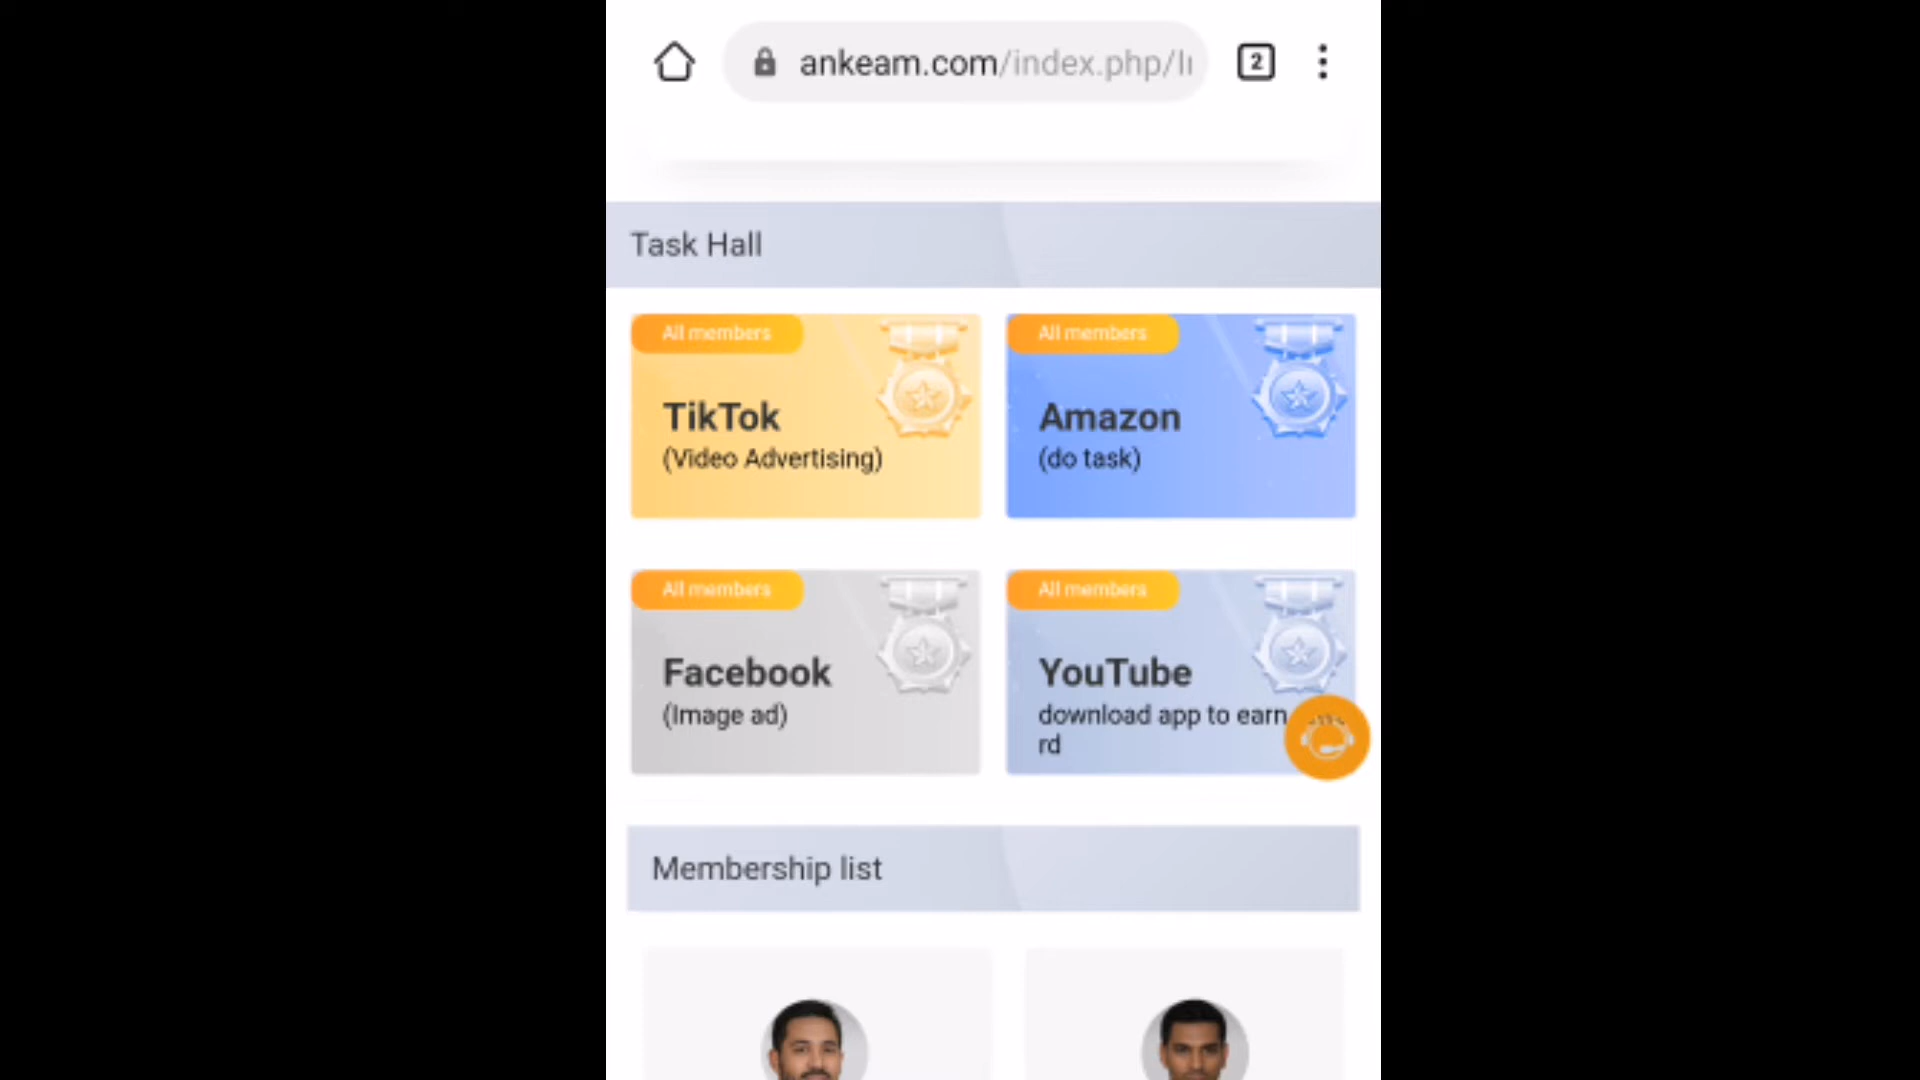 ankeam.com/index.php/
2
Task Hall
All members
TikTok
(Video Advertising)
All members
Amazon
(do task)
All members
Facebook
(Image ad)
All members
YouTube
download app to earn
rd
Membership list